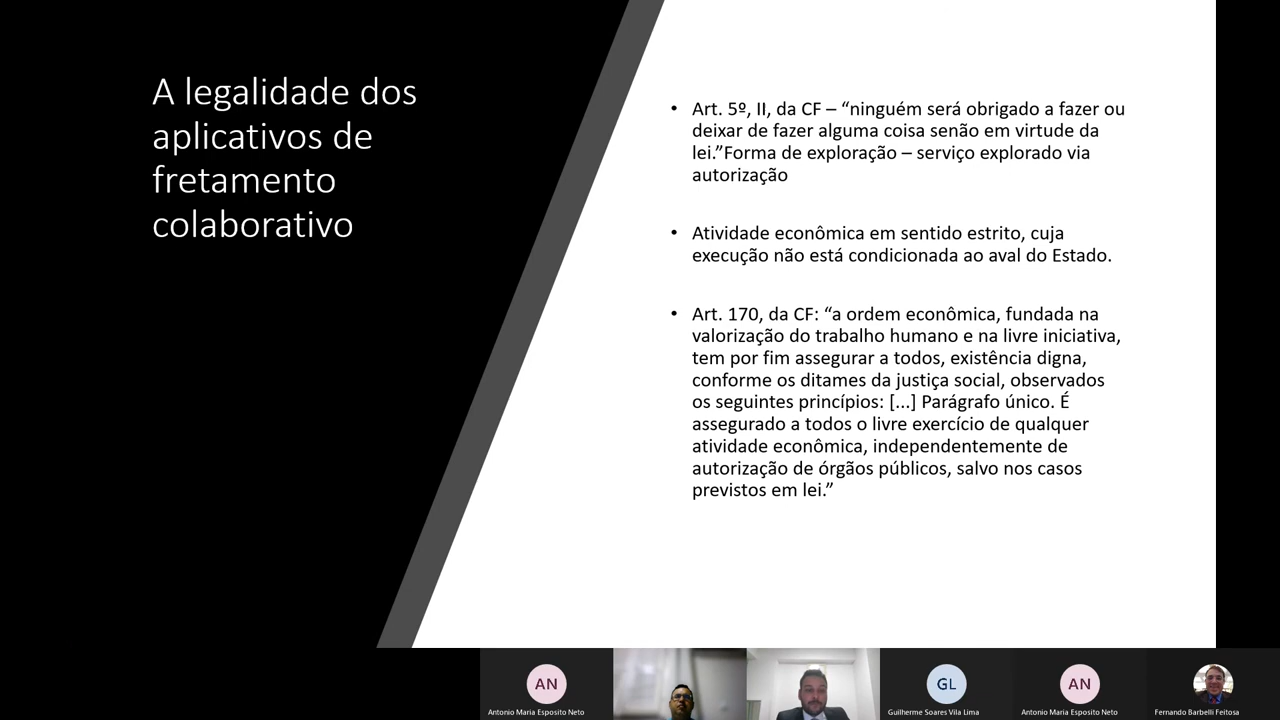 A legalidade dos
aplicativos de
fretamento
colaborativo
• Art. 5º, II, da CF – “ninguém será obrigado a fazer ou
deixar de fazer alguma coisa senão em virtude da
lei.”Forma de exploração – serviço explorado via
autorização
• Atividade econômica em sentido estrito, cuja
execução não está condicionada ao aval do Estado.
• Art. 170, da CF: “a ordem econômica, fundada na
valorização do trabalho humano e na livre iniciativa,
tem por fim assegurar a todos, existência digna,
conforme os ditames da justiça social, observados
os seguintes princípios: [...] Parágrafo único. É
assegurado a todos o livre exercício de qualquer
atividade econômica, independentemente de
autorização de órgãos públicos, salvo nos casos
previstos em lei.”
AN
Antonio Maria Esposito Neto
GL
Guilherme Soares Vila Lima
AN
Antonio Maria Esposito Neto
Fernando Barbelli Feitosa